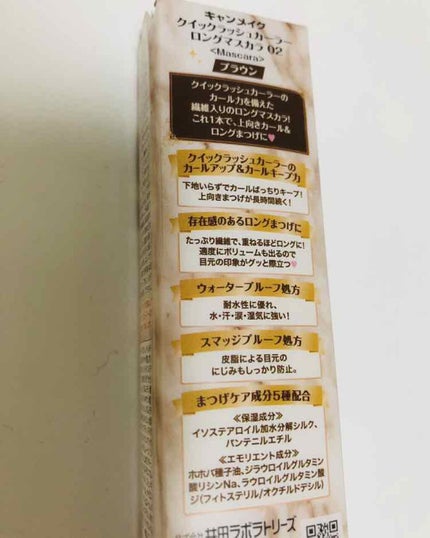 キャンメイク
クイックラッシュカーラー
ロングマスカラ 02
<Mascara>
ブラウン
クイックラッシュカーラーの
カール力を備えた
繊維入りのロングマスカラ!
これ1本で、上向きカール&
ロングまつげに
クイックラッシュカーラーの
カールアップ&カールキープ力
下地いらずでカールばっちりキープ!
上向きまつげが長時間続く!
存在感のあるロングまつげに
たっぷり繊維で、重ねるほどロングに!
適度にボリュームも出るので
目元の印象がグッと際立つ
ウォータープルーフ処方
耐水性に優れ、
水・汗・涙・湿気に強い!
スマッジプルーフ処方
皮脂による目元の
にじみもしっかり防止。
まつげケア成分5種配合
≪保湿成分≫
イソステアロイル加水分解シルク、
パンテニルエチル
≪エモリエント成分≫
ホホバ種子油、ジラウロイルグルタミン
酸リシンNa、ラウロイルグルタミン酸
ジ(フィトステリル/オクチルドデシル)
株式会社 井田ラボラトリーズ